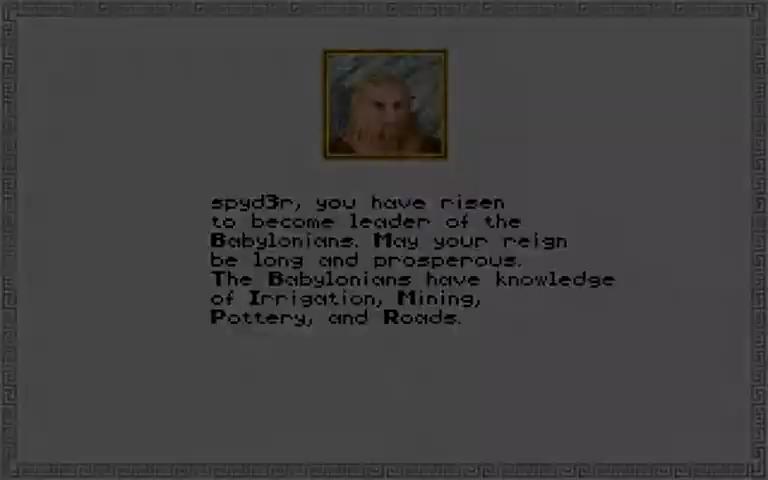 spyd3r, you have risen
to become leader of the
Babylonians. May your reign
be long and prosperous.
The Babylonians have knowledge
of Irrigation, Mining,
Pottery, and Roads.